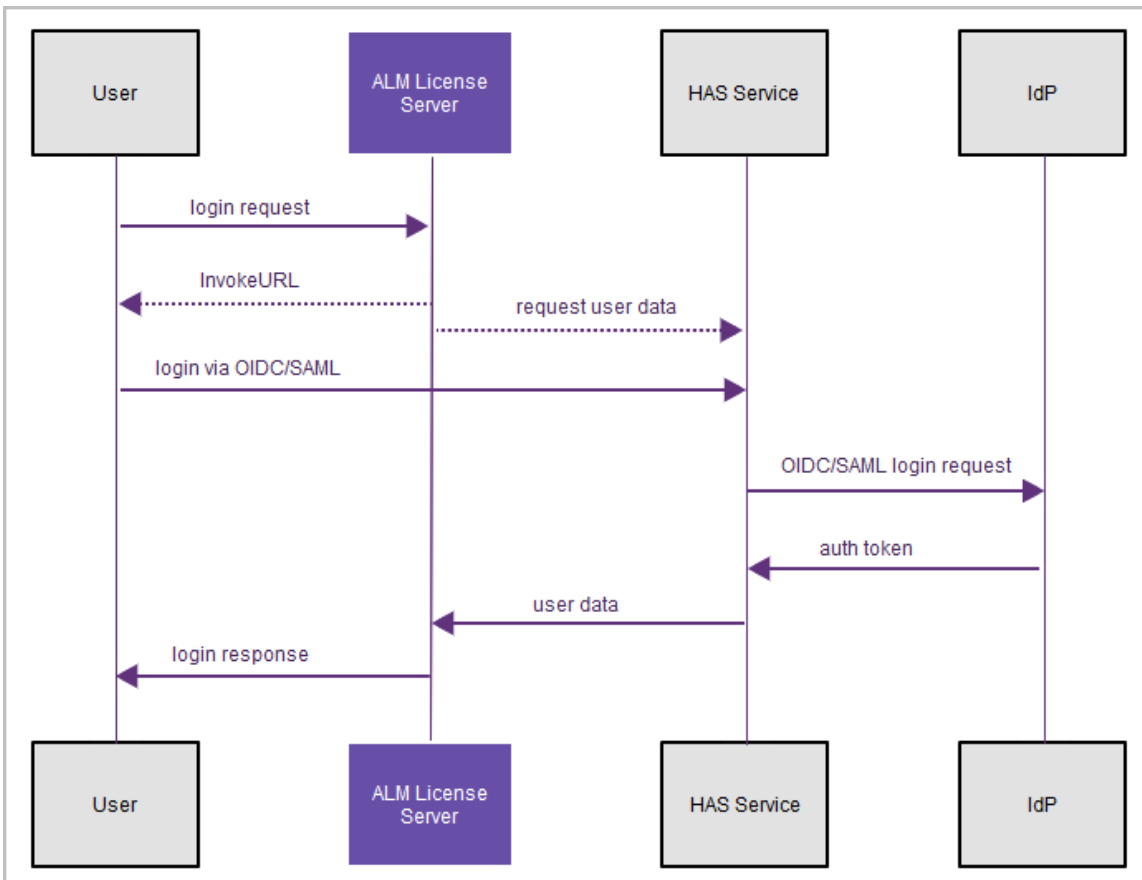 User
ALM License
Server
HAS Service
IdP
login request
InvokeURL
request user data
login via OIDC/SAML
OIDC/SAML login request
auth token
user data
login response
User
ALM License
Server
HAS Service
IdP